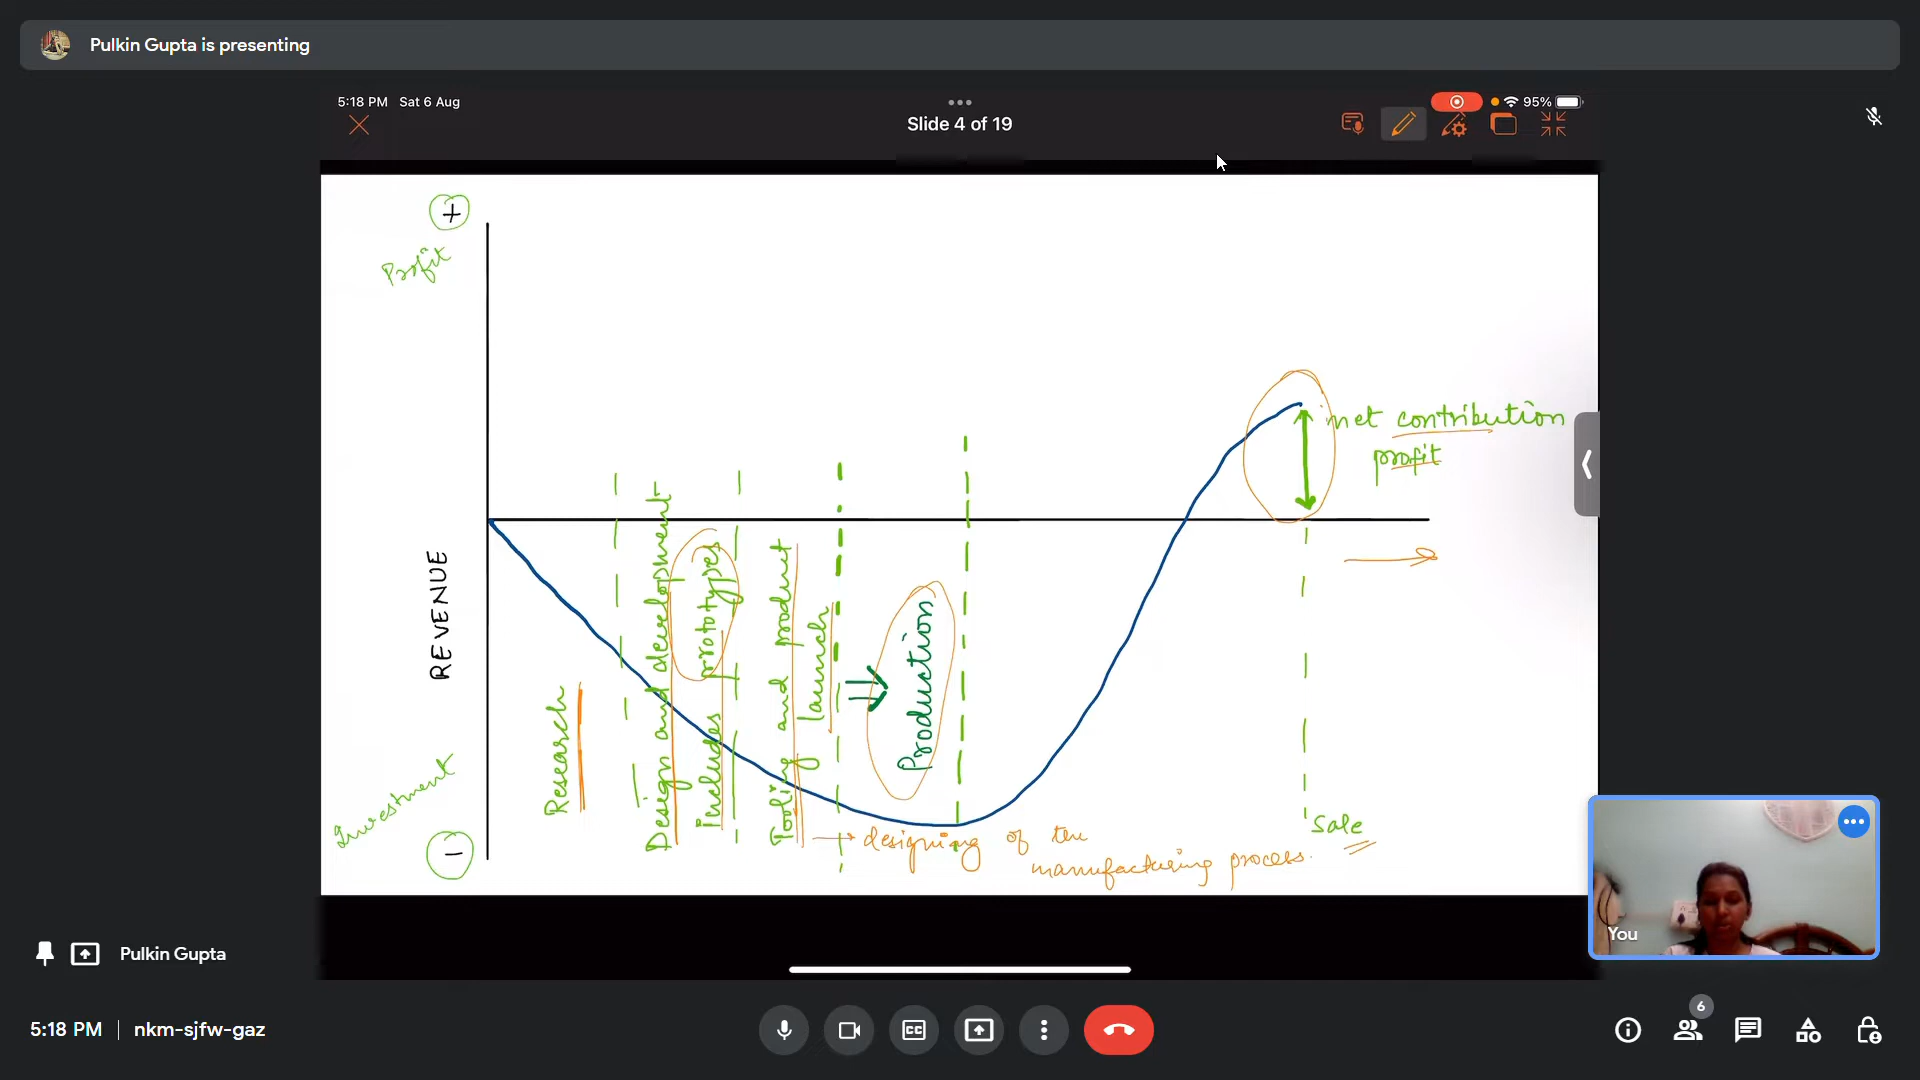 Pulkin Gupta is presenting
5:18 PM Sat 6 Aug
95%
Slide 4 of 19
+
Profit
net contribution
profit
REVENUE
Research
Design and development
includes prototypes
Tooling and product
launch
Production
Investment
-
designing of the
manufacturing process.
Sale
You
Pulkin Gupta
5:18 PM | nkm-sjfw-gaz
CC
6